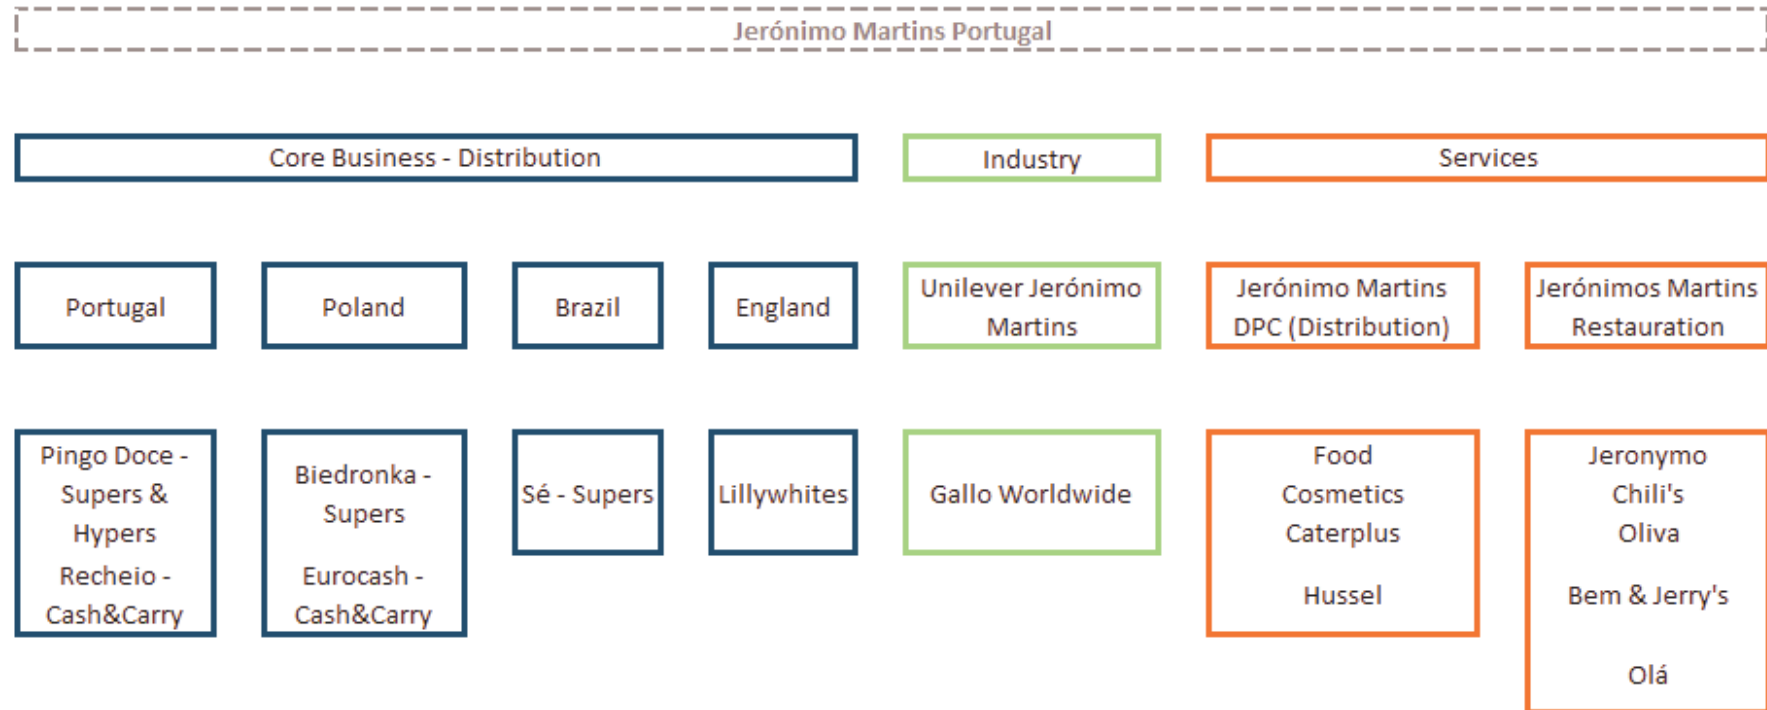 Jerónimo Martins Portugal
Core Business - Distribution
Industry
Services
Portugal
Poland
Brazil
England
Unilever Jerónimo
Martins
Jerónimo Martins
DPC (Distribution)
Jerónimos Martins
Restauration
Pingo Doce -
Supers &
Hypers
Recheio -
Cash&Carry
Biedronka -
Supers
Eurocash -
Cash&Carry
Sé - Supers
Lillywhites
Gallo Worldwide
Food
Cosmetics
Caterplus
Hussel
Jeronymo
Chili's
Oliva
Bem & Jerry's
Olá